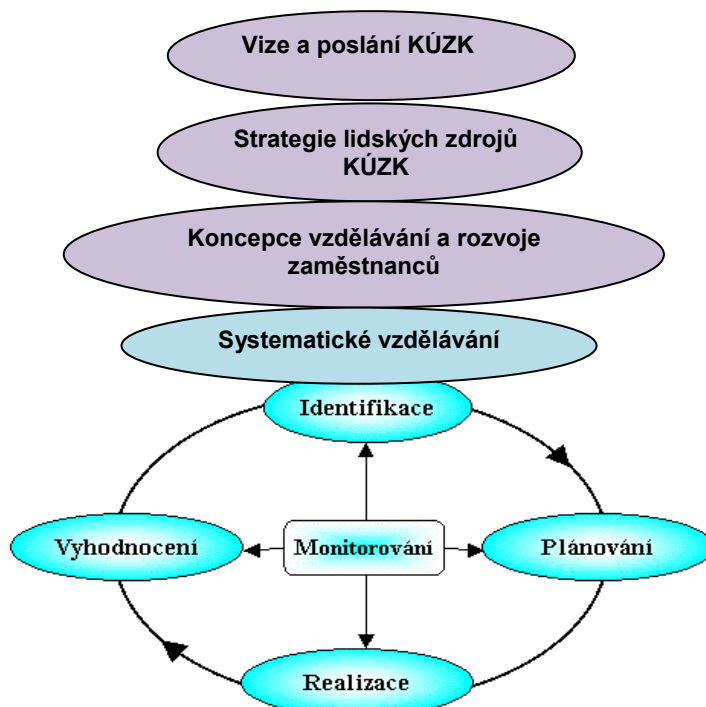 Vize a poslání KÚZK
Strategie lidských zdrojů
KÚZK
Koncepce vzdělávání a rozvoje
zaměstnanců
Systematické vzdělávání
Identifikace
Vyhodnocení
Monitorování
Plánování
Realizace